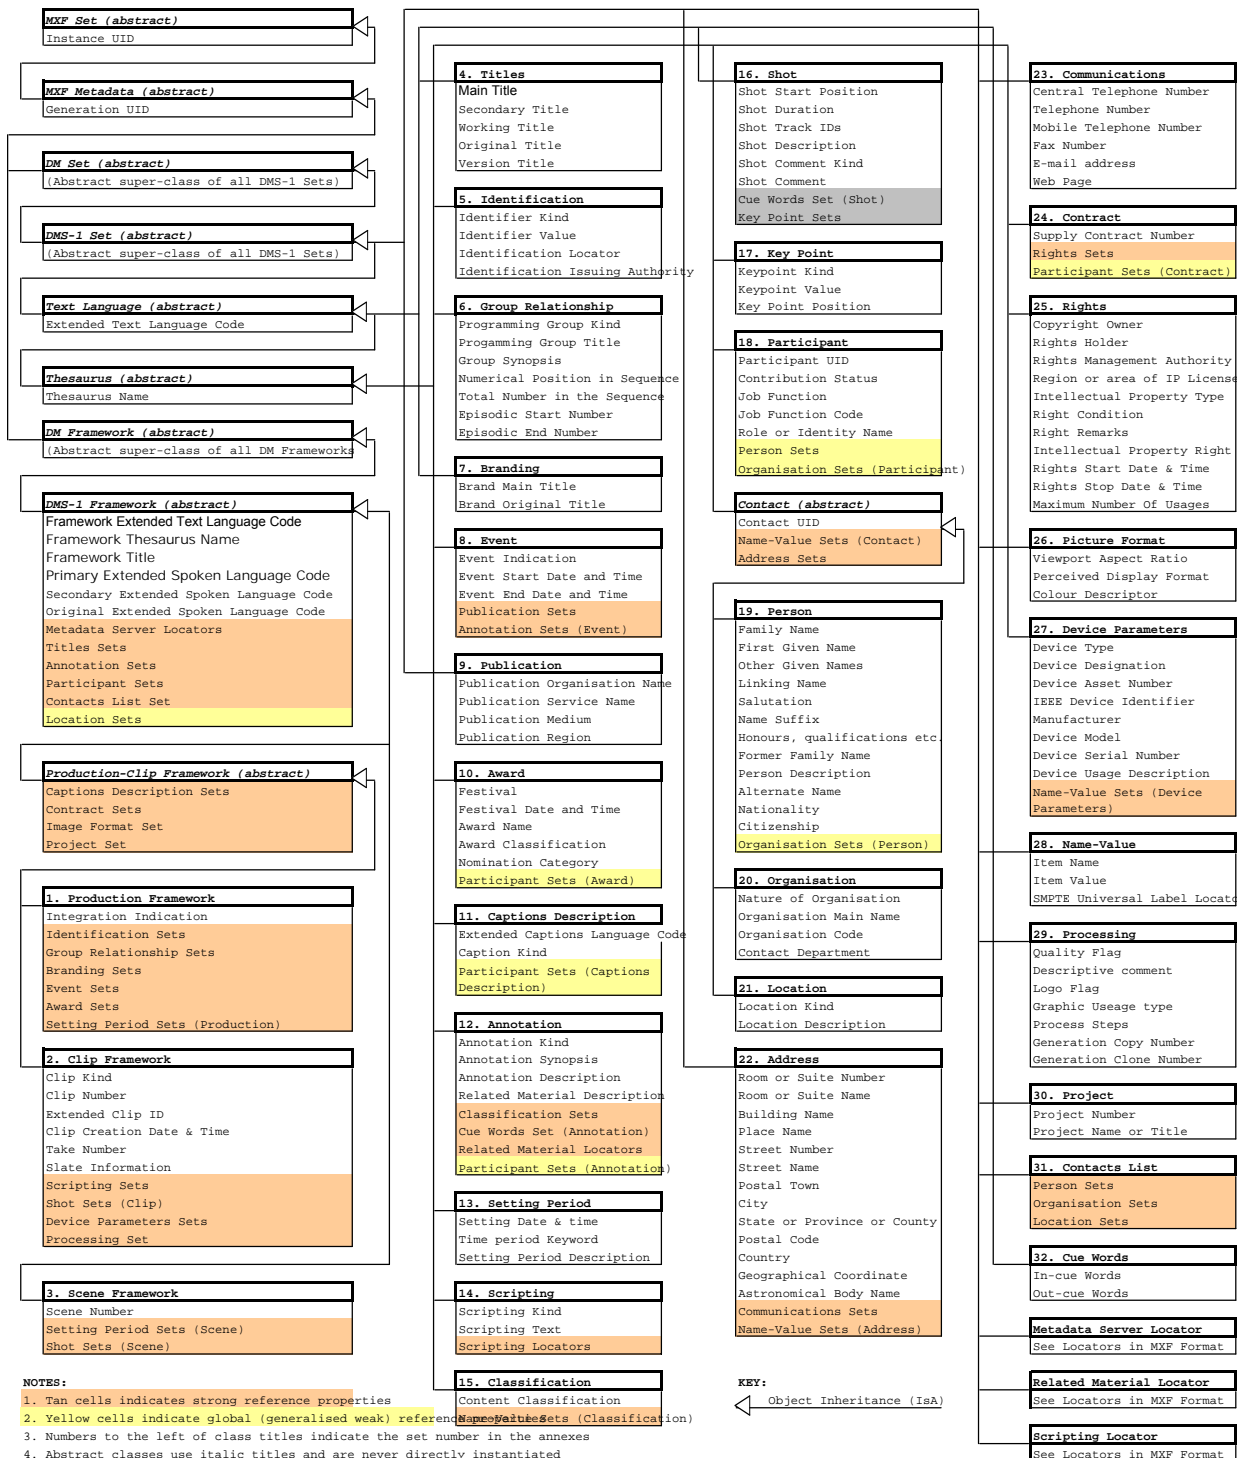 MXF Set (abstract)
Instance UID
MXF Metadata (abstract)
Generation UID
DM Set (abstract)
(Abstract super-class of all DMS-1 Sets)
DMS-1 Set (abstract)
(Abstract super-class of all DMS-1 Sets)
Text Language (abstract)
Extended Text Language Code
Thesaurus (abstract)
Thesaurus Name
DM Framework (abstract)
(Abstract super-class of all DM Frameworks
DMS-1 Framework (abstract)
Framework Extended Text Language Code
Framework Thesaurus Name
Framework Title
Primary Extended Spoken Language Code
Secondary Extended Spoken Language Code
Original Extended Spoken Language Code
Metadata Server Locators
Titles Sets
Annotation Sets
Participant Sets
Contacts List Set
Location Sets
Production-Clip Framework (abstract)
Captions Description Sets
Contract Sets
Image Format Set
Project Set
1. Production Framework
Integration Indication
Identification Sets
Group Relationship Sets
Branding Sets
Event Sets
Award Sets
Setting Period Sets (Production)
2. Clip Framework
Clip Kind
Clip Number
Extended Clip ID
Clip Creation Date & Time
Take Number
Slate Information
Scripting Sets
Shot Sets (Clip)
Device Parameters Sets
Processing Set
3. Scene Framework
Scene Number
Setting Period Sets (Scene)
Shot Sets (Scene)
4. Titles
Main Title
Secondary Title
Working Title
Original Title
Version Title
5. Identification
Identifier Kind
Identifier Value
Identification Locator
Identification Issuing Authority
6. Group Relationship
Programming Group Kind
Progamming Group Title
Group Synopsis
Numerical Position in Sequence
Total Number in the Sequence
Episodic Start Number
Episodic End Number
7. Branding
Brand Main Title
Brand Original Title
8. Event
Event Indication
Event Start Date and Time
Event End Date and Time
Publication Sets
Annotation Sets (Event)
9. Publication
Publication Organisation Name
Publication Service Name
Publication Medium
Publication Region
10. Award
Festival
Festival Date and Time
Award Name
Award Classification
Nomination Category
Participant Sets (Award)
11. Captions Description
Extended Captions Language Code
Caption Kind
Participant Sets (Captions
Description)
12. Annotation
Annotation Kind
Annotation Synopsis
Annotation Description
Related Material Description
Classification Sets
Cue Words Set (Annotation)
Related Material Locators
Participant Sets (Annotation)
13. Setting Period
Setting Date & time
Time period Keyword
Setting Period Description
14. Scripting
Scripting Kind
Scripting Text
Scripting Locators
15. Classification
Content Classification
Name-Value Sets (Classification)
16. Shot
Shot Start Position
Shot Duration
Shot Track IDs
Shot Description
Shot Comment Kind
Shot Comment
Cue Words Set (Shot)
Key Point Sets
17. Key Point
Keypoint Kind
Keypoint Value
Key Point Position
18. Participant
Participant UID
Contribution Status
Job Function
Job Function Code
Role or Identity Name
Person Sets
Organisation Sets (Participant)
Contact (abstract)
Contact UID
Name-Value Sets (Contact)
Address Sets
19. Person
Family Name
First Given Name
Other Given Names
Linking Name
Salutation
Name Suffix
Honours, qualifications etc.
Former Family Name
Person Description
Alternate Name
Nationality
Citizenship
Organisation Sets (Person)
20. Organisation
Nature of Organisation
Organisation Main Name
Organisation Code
Contact Department
21. Location
Location Kind
Location Description
22. Address
Room or Suite Number
Room or Suite Name
Building Name
Place Name
Street Number
Street Name
Postal Town
City
State or Province or County
Postal Code
Country
Geographical Coordinate
Astronomical Body Name
Communications Sets
Name-Value Sets (Address)
23. Communications
Central Telephone Number
Telephone Number
Mobile Telephone Number
Fax Number
E-mail address
Web Page
24. Contract
Supply Contract Number
Rights Sets
Participant Sets (Contract)
25. Rights
Copyright Owner
Rights Holder
Rights Management Authority
Region or area of IP License
Intellectual Property Type
Right Condition
Right Remarks
Intellectual Property Right
Rights Start Date & Time
Rights Stop Date & Time
Maximum Number Of Usages
26. Picture Format
Viewport Aspect Ratio
Perceived Display Format
Colour Descriptor
27. Device Parameters
Device Type
Device Designation
Device Asset Number
IEEE Device Identifier
Manufacturer
Device Model
Device Serial Number
Device Usage Description
Name-Value Sets (Device
Parameters)
28. Name-Value
Item Name
Item Value
SMPTE Universal Label Locato
29. Processing
Quality Flag
Descriptive comment
Logo Flag
Graphic Useage type
Process Steps
Generation Copy Number
Generation Clone Number
30. Project
Project Number
Project Name or Title
31. Contacts List
Person Sets
Organisation Sets
Location Sets
32. Cue Words
In-cue Words
Out-cue Words
Metadata Server Locator
See Locators in MXF Format
Related Material Locator
See Locators in MXF Format
Scripting Locator
See Locators in MXF Format
NOTES:
1. Tan cells indicates strong reference properties
2. Yellow cells indicate global (generalised weak) reference properties
3. Numbers to the left of class titles indicate the set number in the annexes
4. Abstract classes use italic titles and are never directly instantiated
KEY:
Object Inheritance (IsA)